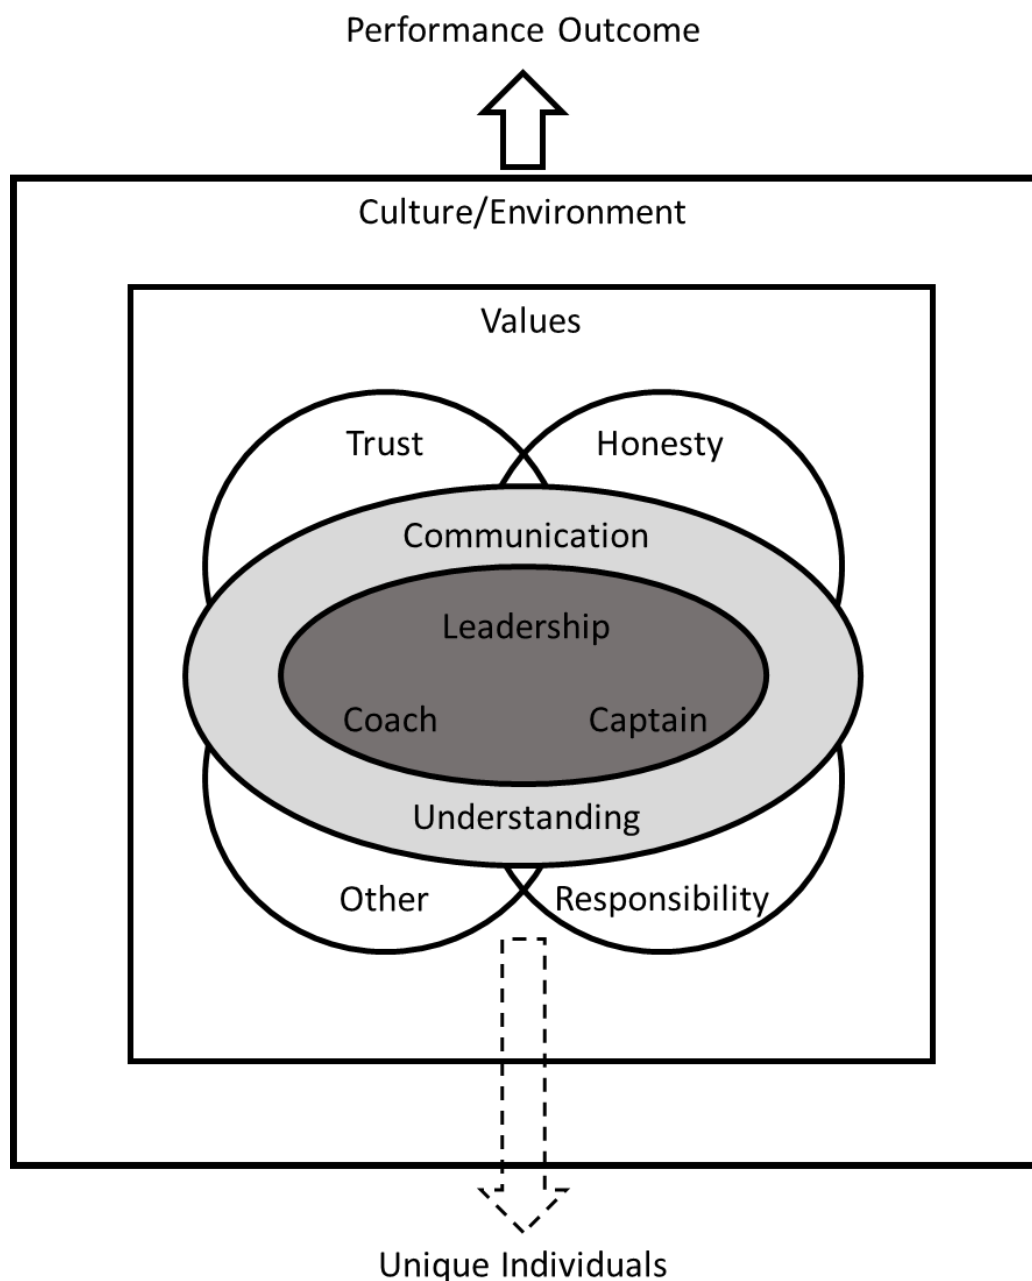 Performance Outcome
Culture/Environment
Values
Trust
Honesty
Communication
Leadership
Coach
Captain
Understanding
Other
Responsibility
Unique Individuals